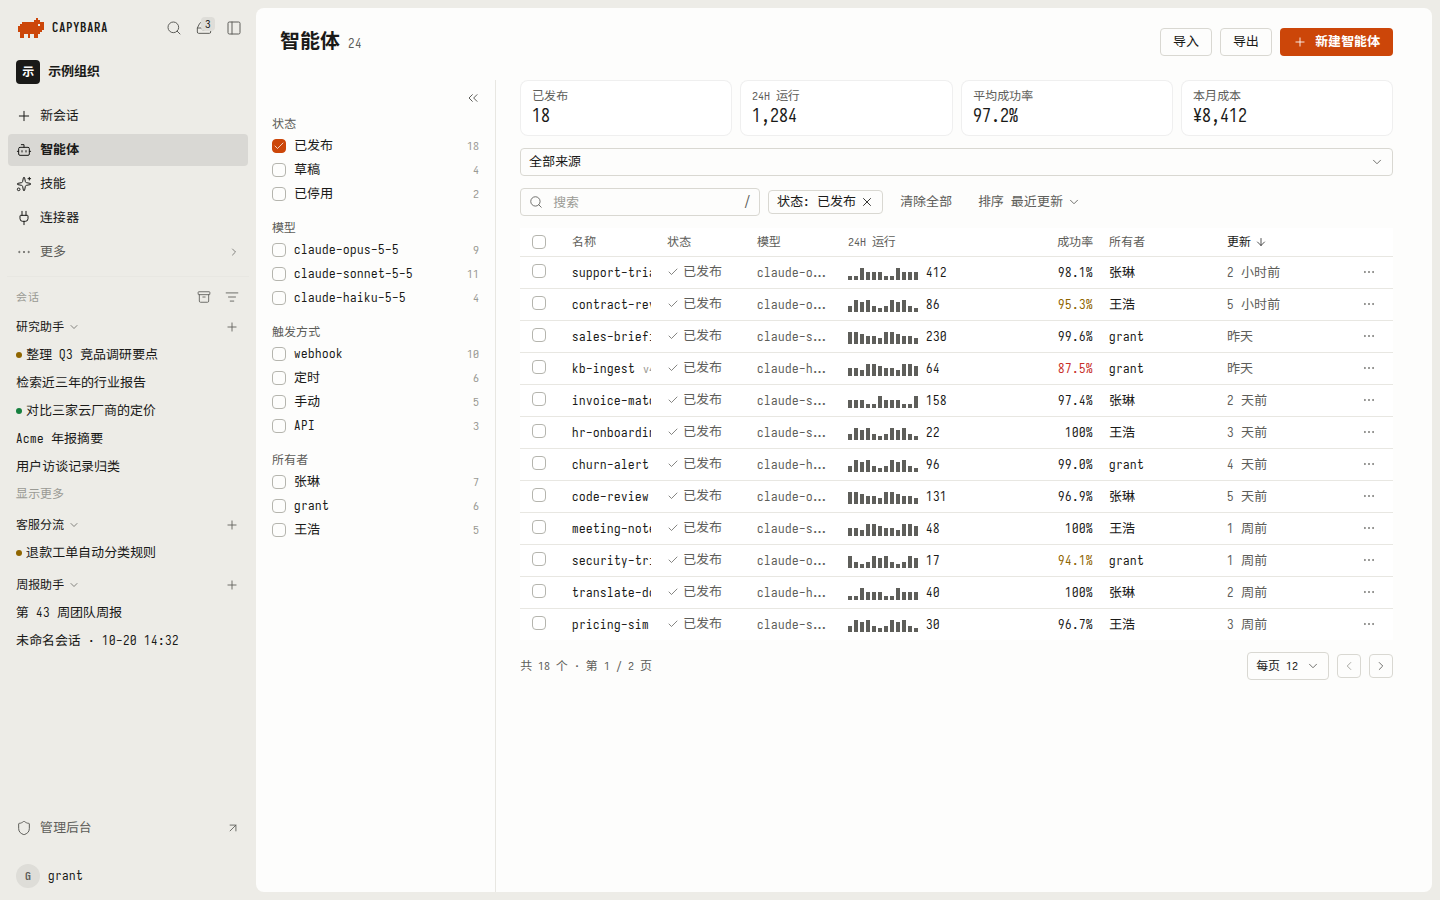 CAPYBARA
3
示 示例组织
新会话
智能体
技能
连接器
更多
会话
研究助手
整理 Q3 竞品调研要点
检索近三年的行业报告
对比三家云厂商的定价
Acme 年报摘要
用户访谈记录归类
显示更多
客服分流
退款工单自动分类规则
周报助手
第 43 周团队周报
未命名会话 · 10-20 14:32
管理后台
G grant
智能体 24
导入 导出 新建智能体
状态
已发布 18
草稿 4
已停用 2
模型
claude-opus-5-5 9
claude-sonnet-5-5 11
claude-haiku-5-5 4
触发方式
webhook 10
定时 6
手动 5
API 3
所有者
张琳 7
grant 6
王浩 5
已发布
18
24H 运行
1,284
平均成功率
97.2%
本月成本
¥8,412
全部来源
搜索 / 状态: 已发布 清除全部 排序 最近更新
名称 状态 模型 24H 运行 成功率 所有者 更新
support-tria 已发布 claude-o... 412 98.1% 张琳 2 小时前
contract-rev 已发布 claude-o... 86 95.3% 王浩 5 小时前
sales-briefi 已发布 claude-s... 230 99.6% grant 昨天
kb-ingest 已发布 claude-h... 64 87.5% grant 昨天
invoice-matc 已发布 claude-s... 158 97.4% 张琳 2 天前
hr-onboardin 已发布 claude-s... 22 100% 王浩 3 天前
churn-alert 已发布 claude-h... 96 99.0% grant 4 天前
code-review 已发布 claude-o... 131 96.9% 张琳 5 天前
meeting-note 已发布 claude-s... 48 100% 王浩 1 周前
security-tri 已发布 claude-o... 17 94.1% grant 1 周前
translate-do 已发布 claude-h... 40 100% 张琳 2 周前
pricing-sim 已发布 claude-s... 30 96.7% 王浩 3 周前
共 18 个 · 第 1 / 2 页 每页 12